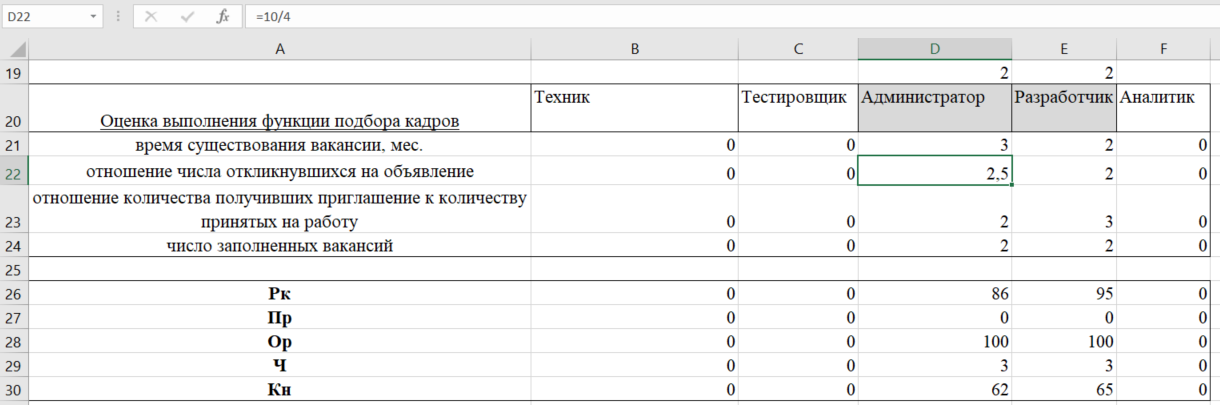 D22 fx =10/4
A B C D E F
19 2 2
Техник Тестировщик Администратор Разработчик Аналитик
20 Оценка выполнения функции подбора кадров
21 время существования вакансии, мес. 0 0 3 2 0
22 отношение числа откликнувшихся на объявление 0 0 2,5 2 0
отношение количества получивших приглашение к количеству
23 принятых на работу 0 0 2 3 0
24 число заполненных вакансий 0 0 2 2 0
25
26 Рк 0 0 86 95 0
27 Пр 0 0 0 0 0
28 Ор 0 0 100 100 0
29 Ч 0 0 3 3 0
30 Кн 0 0 62 65 0